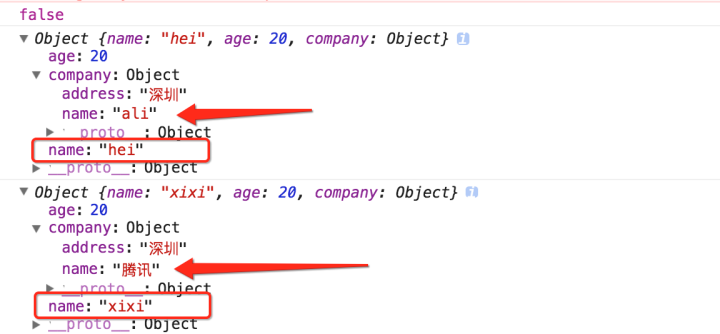 false
▼ Object {name: "hei", age: 20, company: Object} i
age: 20
▼ company: Object
address: "深圳"
name: "ali"
▶ __proto__: Object
name: "hei"
▶ __proto__: Object
▼ Object {name: "xixi", age: 20, company: Object} i
age: 20
▼ company: Object
address: "深圳"
name: "腾讯"
▶ __proto__: Object
name: "xixi"
▶ __proto__: Object